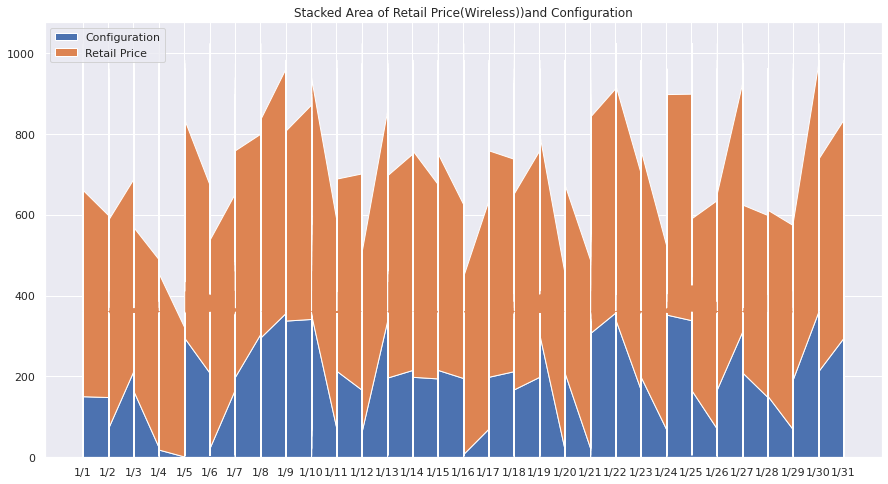 Stacked Area of Retail Price(Wireless))and Configuration
Configuration
Retail Price
1000
800
600
400
200
0
1/1 1/2 1/3 1/4 1/5 1/6 1/7 1/8 1/9 1/10 1/11 1/12 1/13 1/14 1/15 1/16 1/17 1/18 1/19 1/20 1/21 1/22 1/23 1/24 1/25 1/26 1/27 1/28 1/29 1/30 1/31